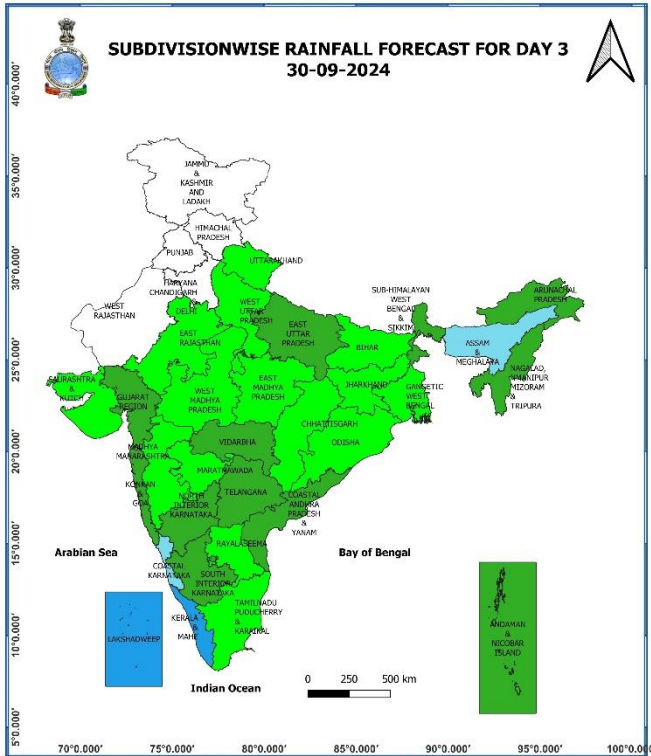 SUBDIVISIONWISE RAINFALL FORECAST FOR DAY 3
30-09-2024
40°0.000'
35°0.000'
30°0.000'
25°0.000'
20°0.000'
15°0.000'
10°0.000'
5°0.000'
JAMMU
&
KASHMIR
AND
LADAKH
HIMACHAL
PRADESH
PUNJAB
UTTARAKHAND
HARYANA
CHANDIGARH
&
DELHI
WEST
RAJASTHAN
WEST
UTTAR
PRADESH
SUB-HIMALAYAN
WEST
BENGAL
&
SIKKIM
ARUNACHAL
PRADESH
EAST
RAJASTHAN
EAST
UTTAR
PRADESH
BIHAR
ASSAM
&
MEGHALAYA
NAGALAD,
MANIPUR
MIZORAM
&
TRIPURA
SAURASHTRA
&
KUTCH
GUJARAT
REGION
WEST
MADHYA
PRADESH
EAST
MADHYA
PRADESH
JHARKHAND
GANGETIC
WEST
BENGAL
CHHATTISGARH
ODISHA
VIDARBHA
MADHYA
MAHARASHTRA
MARATHAWADA
KONKAN
&
GOA
NORTH
INTERIOR
KARNATAKA
TELANGANA
COASTAL
ANDHRA
PRADESH
&
YANAM
RAYALASEEMA
Arabian Sea
Bay of Bengal
COASTAL
KARNATAKA
SOUTH
INTERIOR
KARNATAKA
TAMILNADU
PUDUCHERRY
&
KARAIKAL
KERALA
&
MAHE
LAKSHADWEEP
ANDAMAN
&
NICOBAR
ISLAND
Indian Ocean
0 250 500 km
70°0.000' 75°0.000' 80°0.000' 85°0.000' 90°0.000' 95°0.000' 100°0.000'